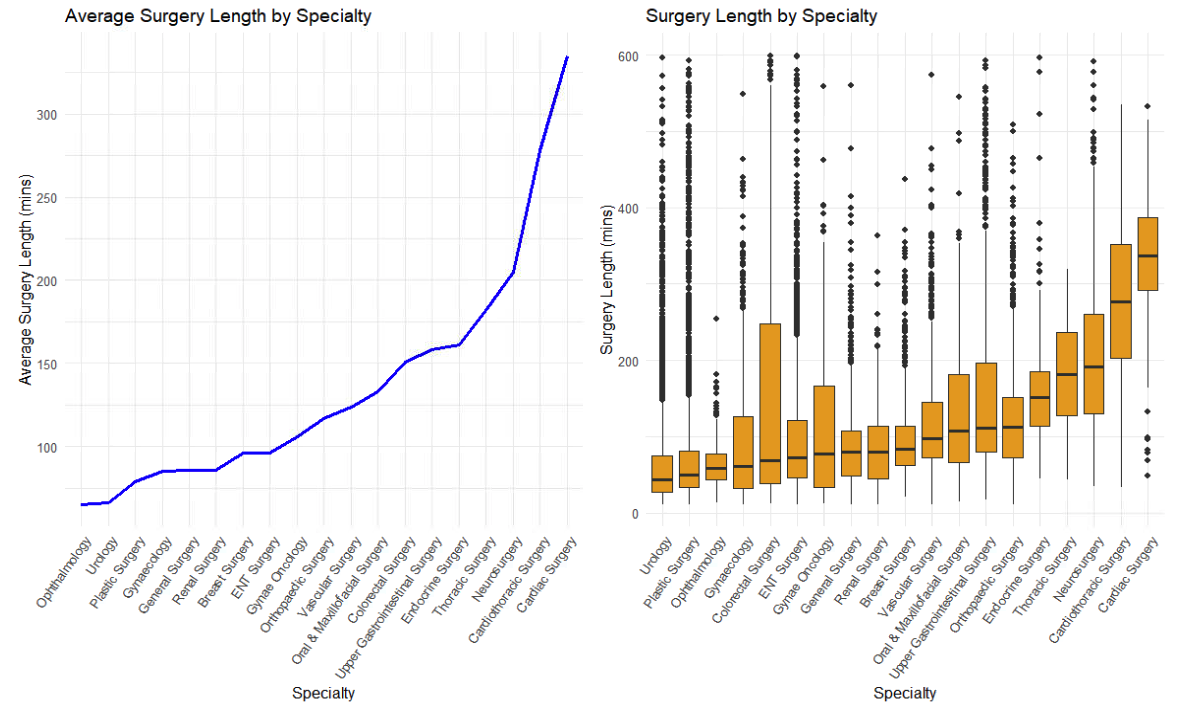 Average Surgery Length by Specialty
Average Surgery Length (mins)
300
250
200
150
100
Ophthalmology
Urology
Plastic Surgery
Gynaecology
General Surgery
Renal Surgery
Breast Surgery
ENT Surgery
Gynae Oncology
Orthopaedic Surgery
Vascular Surgery
Oral & Maxillofacial Surgery
Colorectal Surgery
Upper Gastrointestinal Surgery
Endocrine Surgery
Thoracic Surgery
Neurosurgery
Cardiothoracic Surgery
Cardiac Surgery
Specialty
Surgery Length by Specialty
Surgery Length (mins)
600
400
200
0
Urology
Plastic Surgery
Ophthalmology
Gynaecology
Colorectal Surgery
ENT Surgery
Gynae Oncology
General Surgery
Renal Surgery
Breast Surgery
Vascular Surgery
Oral & Maxillofacial Surgery
Upper Gastrointestinal Surgery
Orthopaedic Surgery
Endocrine Surgery
Thoracic Surgery
Neurosurgery
Cardiothoracic Surgery
Cardiac Surgery
Specialty